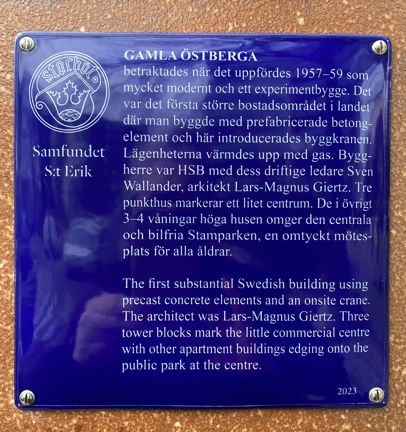 stockol
Samfundet
S:t Erik
GAMLA ÖSTBERGA
betraktades när det uppfördes 1957–59 som
mycket modernt och ett experimentbygge. Det
var det första större bostadsområdet i landet
där man byggde med prefabricerade betong-
element och här introducerades byggkranen.
Lägenheterna värmdes upp med gas. Bygg-
herre var HSB med dess driftige ledare Sven
Wallander, arkitekt Lars-Magnus Giertz. Tre
punkthus markerar ett litet centrum. De i övrigt
3–4 våningar höga husen omger den centrala
och bilfria Stamparken, en omtyckt mötes-
plats för alla åldrar.
The first substantial Swedish building using
precast concrete elements and an onsite crane.
The architect was Lars-Magnus Giertz. Three
tower blocks mark the little commercial centre
with other apartment buildings edging onto the
public park at the centre.
2023